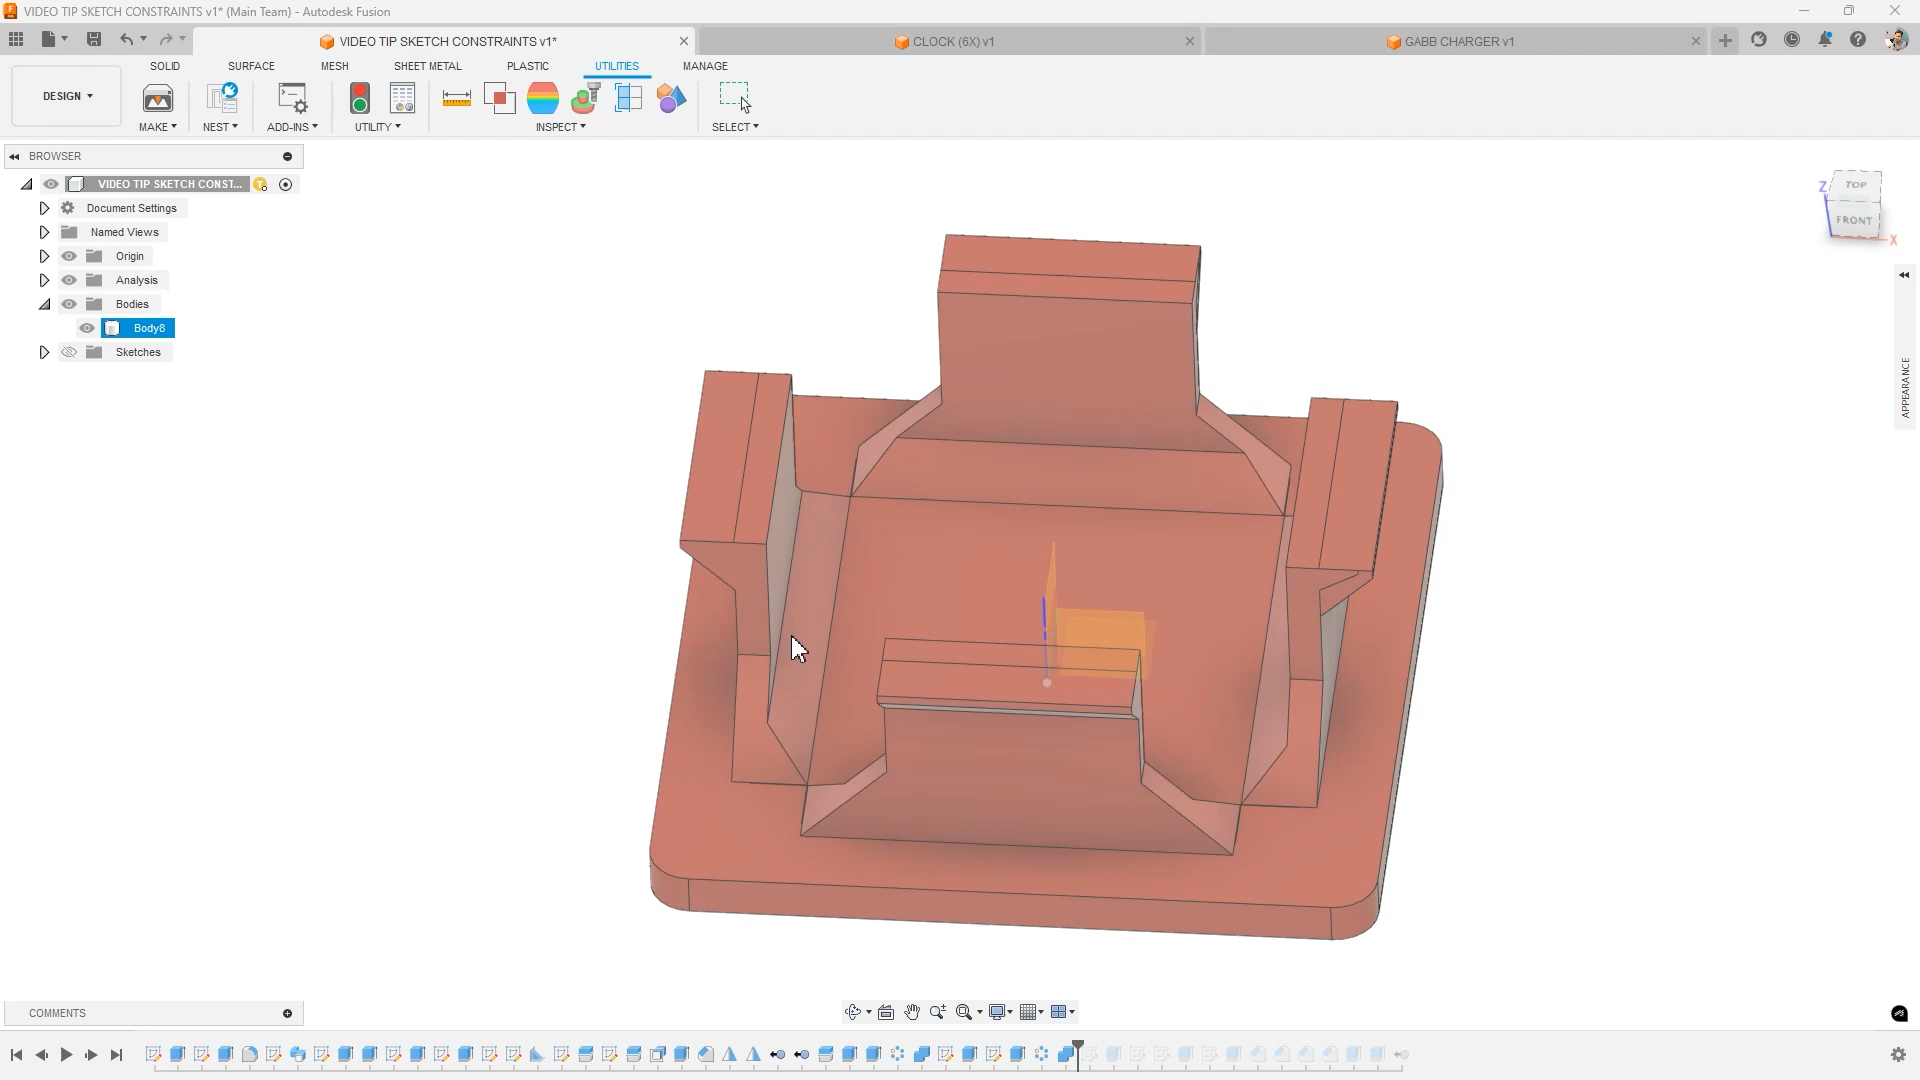 VIDEO TIP SKETCH CONSTRAINTS v1* (Main Team) - Autodesk Fusion
VIDEO TIP SKETCH CONSTRAINTS v1*
CLOCK (6X) v1
GABB CHARGER v1
SOLID
SURFACE
MESH
SHEET METAL
PLASTIC
UTILITIES
MANAGE
DESIGN
MAKE
NEST
ADD-INS
UTILITY
INSPECT
SELECT
BROWSER
VIDEO TIP SKETCH CONST...
Document Settings
Named Views
Origin
Analysis
Bodies
Body8
Sketches
TOP
Z
FRONT
X
APPEARANCE
COMMENTS